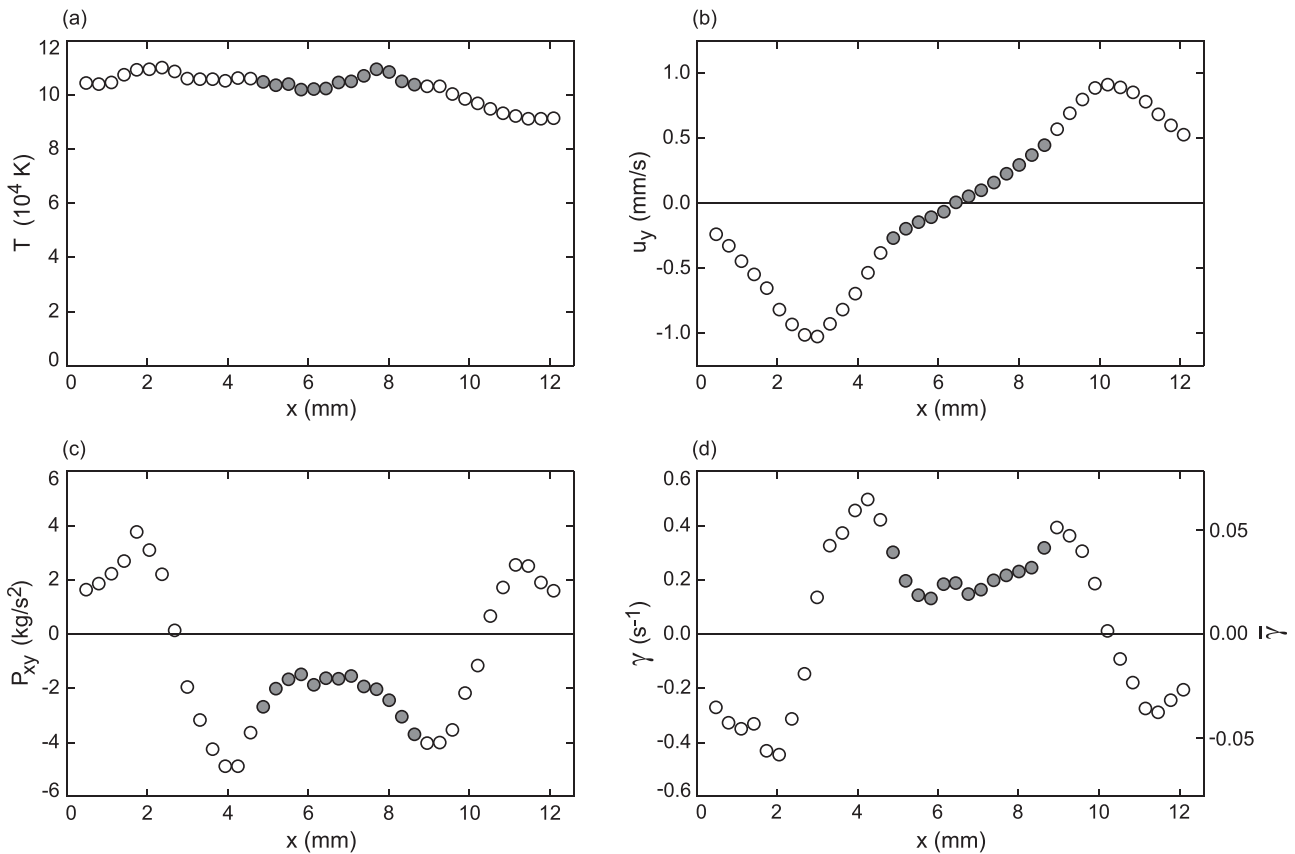 (a)
12
10
8
6
4
2
0
T (10⁴ K)
0 2 4 6 8 10 12
x (mm)
(b)
1.0
0.5
0.0
-0.5
-1.0
u_y (mm/s)
0 2 4 6 8 10 12
x (mm)
(c)
6
4
2
0
-2
-4
-6
P_xy (kg/s²)
0 2 4 6 8 10 12
x (mm)
(d)
0.6
0.4
0.2
0.0
-0.2
-0.4
-0.6
γ (s⁻¹)
0.05
0.00
-0.05
γ̅
0 2 4 6 8 10 12
x (mm)